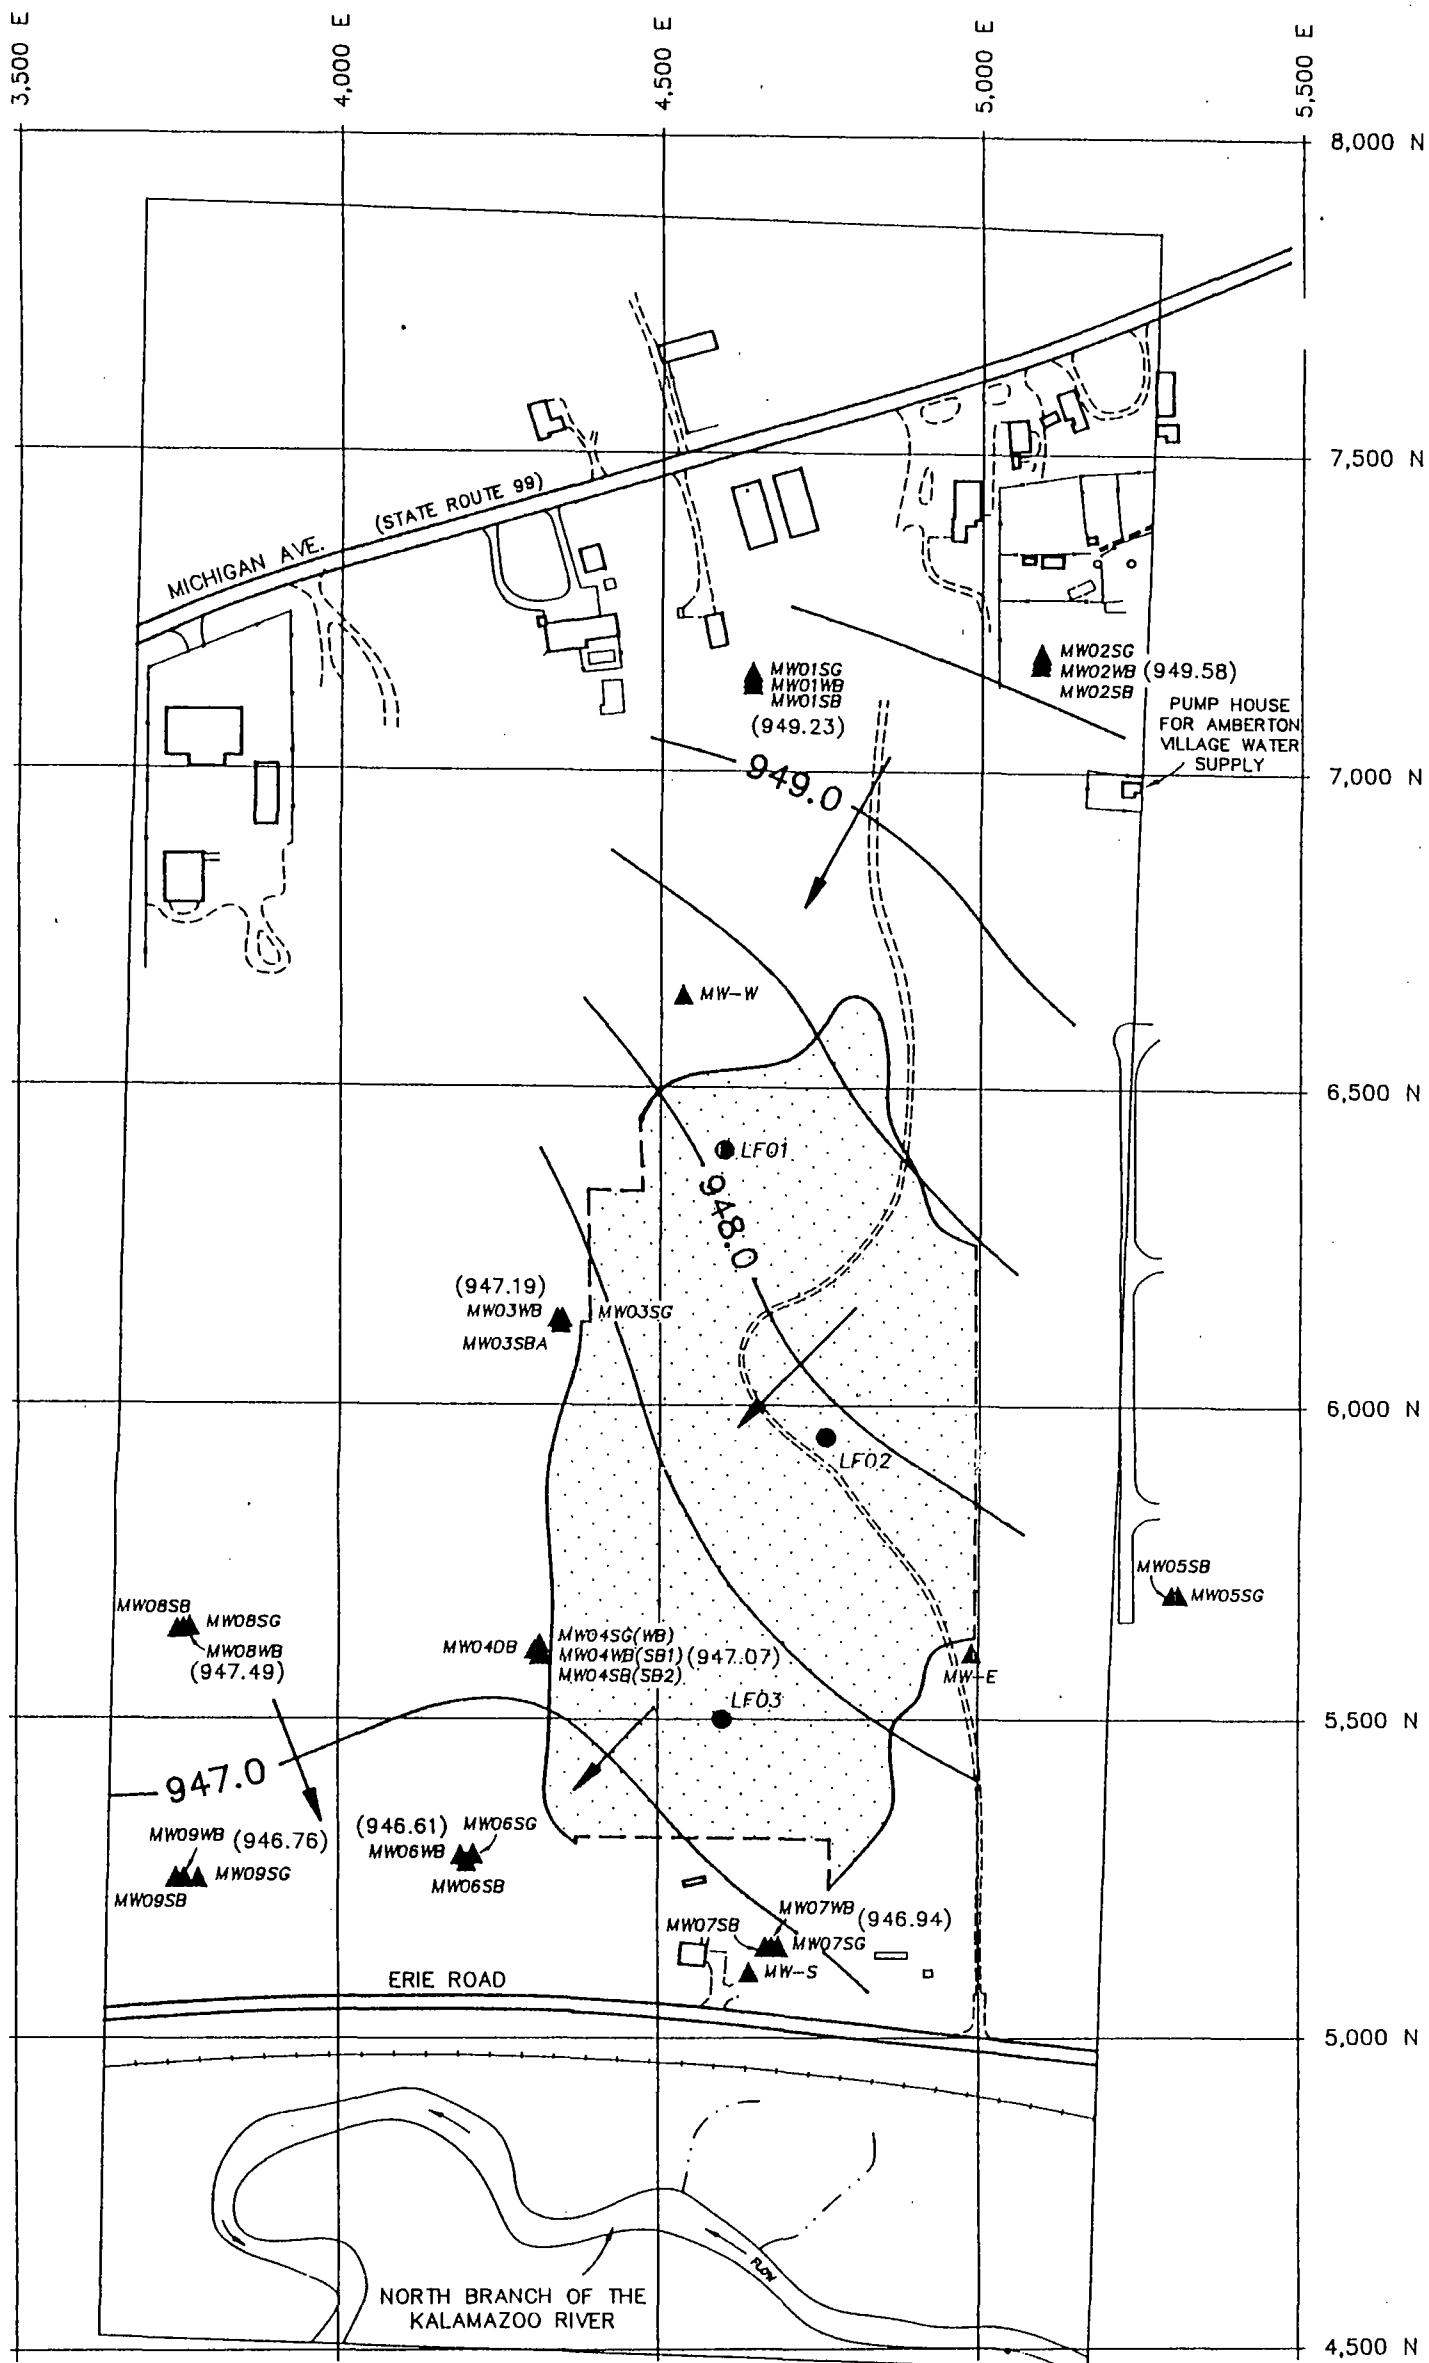 3,500 E
4,000 E
4,500 E
5,000 E
5,500 E
8,000 N
7,500 N
(STATE ROUTE 99)
MICHIGAN AVE.
MW01SG
MW01WB
MW01SB
(949.23)
MW02SG
MW02WB (949.58)
MW02SB
PUMP HOUSE
FOR AMBERTON
VILLAGE WATER
SUPPLY
949.0
7,000 N
MW-W
6,500 N
LF01
948.0
(947.19)
MW03WB
MW03SG
MW03SBA
6,000 N
LF02
MW05SB
MW05SG
MW08SB
MW08SG
MW08WB
(947.49)
MW04DB
MW04SG(WB)
MW04WB(SB1) (947.07)
MW04SB(SB2)
MW-E
LF03
5,500 N
947.0
MW09WB (946.76)
MW09SG
MW09SB
(946.61) MW06SG
MW06WB
MW06SB
MW07WB (946.94)
MW07SB
MW07SG
MW-S
ERIE ROAD
5,000 N
FLOW
NORTH BRANCH OF THE
KALAMAZOO RIVER
4,500 N